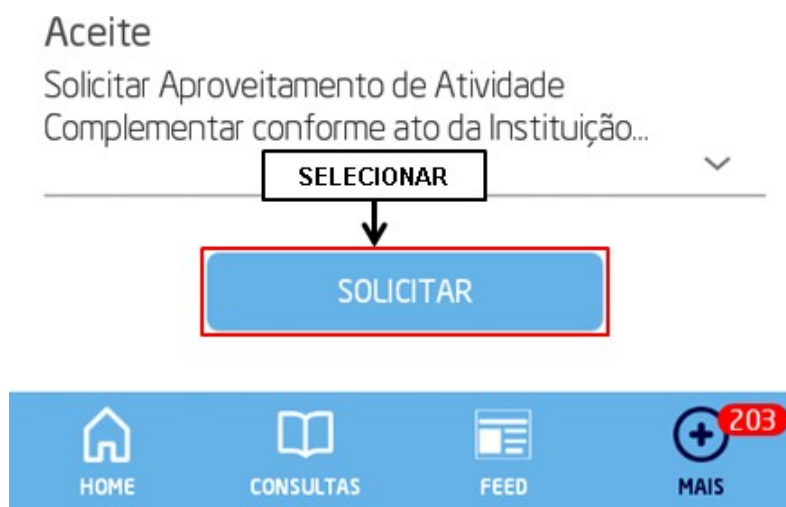 Aceite
Solicitar Aproveitamento de Atividade
Complementar conforme ato da Instituição...
SELECIONAR
SOLICITAR
203
HOME
CONSULTAS
FEED
MAIS